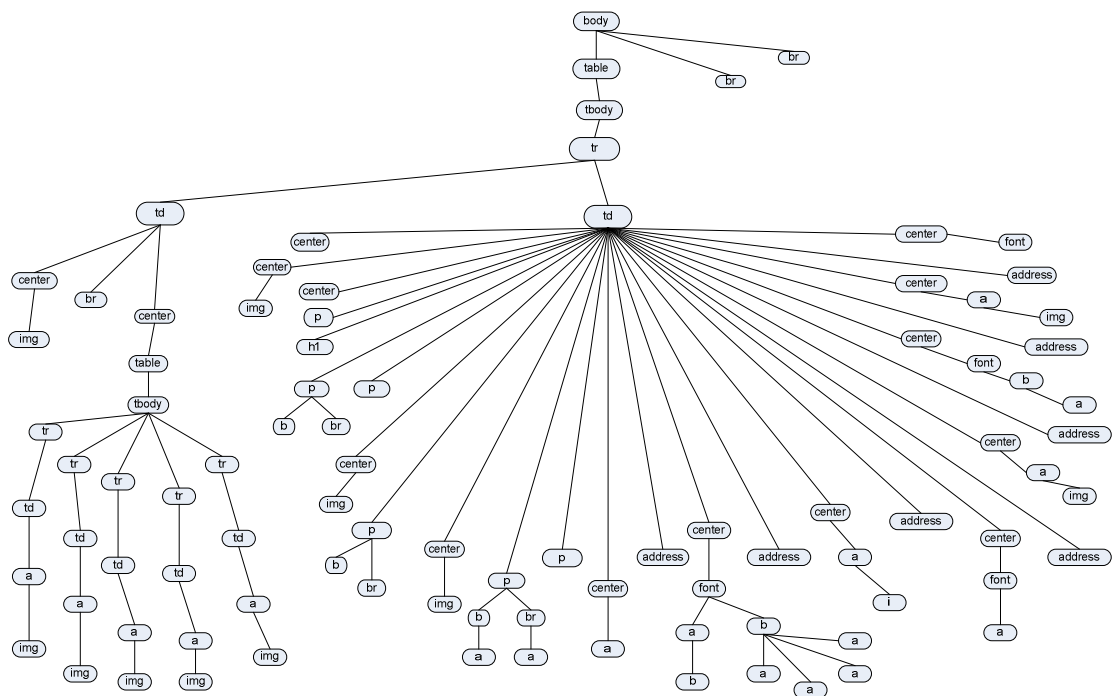 body
br
table
br
tbody
tr
td
td
center
center
font
center
address
center
center
a
br
center
img
p
img
center
img
center
h1
address
table
font
p
p
b
tbody
a
b
br
tr
address
center
tr
tr
center
a
tr
img
tr
img
td
center
address
p
center
td
center
td
center
p
address
address
a
address
b
td
td
a
p
font
font
br
center
img
i
a
a
b
br
b
a
a
a
a
img
a
a
a
a
img
img
img
img
b
a